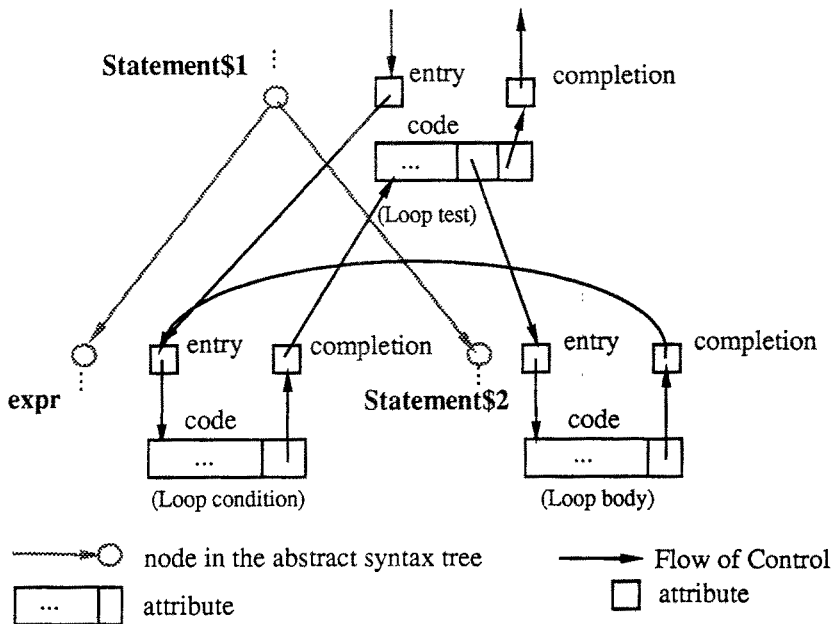 Statement$1
entry
completion
code
...
(Loop test)
entry
completion
entry
completion
expr
Statement$2
code
code
...
...
(Loop condition)
(Loop body)
node in the abstract syntax tree
Flow of Control
...
attribute
attribute